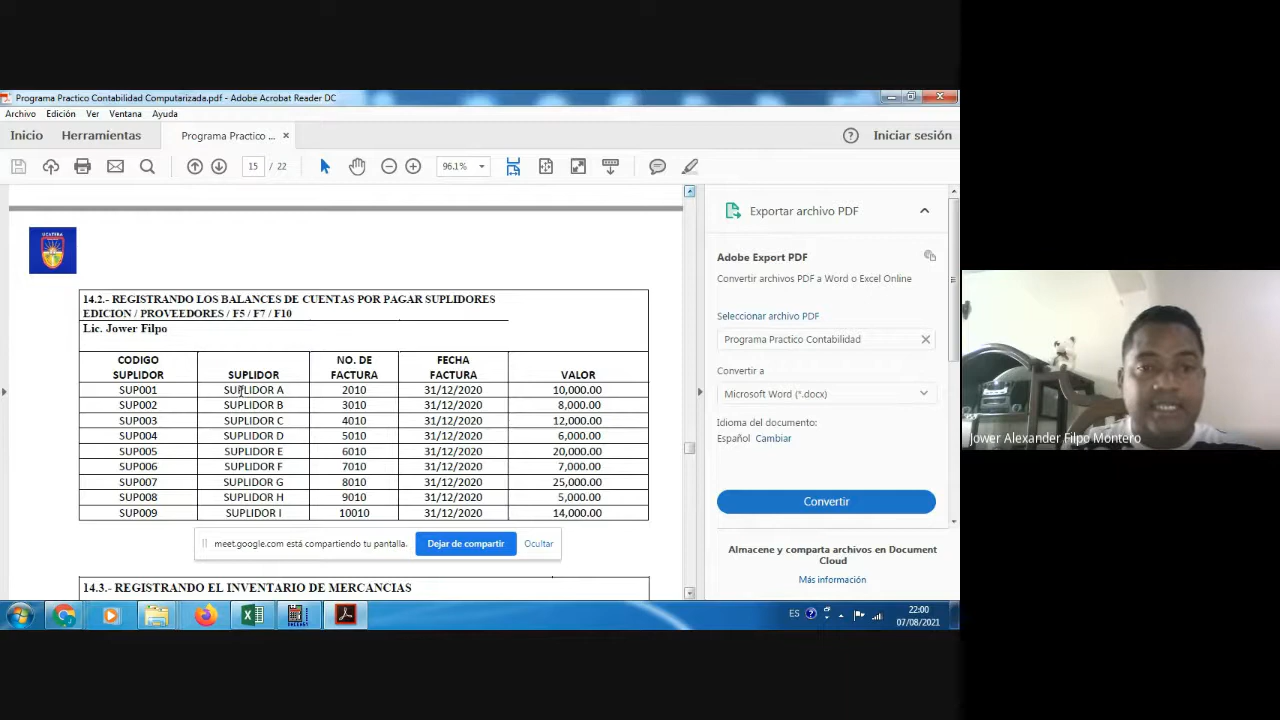 Programa Practico Contabilidad Computarizada.pdf - Adobe Acrobat Reader DC
Archivo Edición Ver Ventana Ayuda
Inicio Herramientas Programa Practico ... × Iniciar sesión
15 / 22 96.1%
UCATEBA
14.2.- REGISTRANDO LOS BALANCES DE CUENTAS POR PAGAR SUPLIDORES
EDICION / PROVEEDORES / F5 / F7 / F10
Lic. Jower Filpo
CODIGO SUPLIDOR SUPLIDOR NO. DE FACTURA FECHA FACTURA VALOR
SUP001 SUPLIDOR A 2010 31/12/2020 10,000.00
SUP002 SUPLIDOR B 3010 31/12/2020 8,000.00
SUP003 SUPLIDOR C 4010 31/12/2020 12,000.00
SUP004 SUPLIDOR D 5010 31/12/2020 6,000.00
SUP005 SUPLIDOR E 6010 31/12/2020 20,000.00
SUP006 SUPLIDOR F 7010 31/12/2020 7,000.00
SUP007 SUPLIDOR G 8010 31/12/2020 25,000.00
SUP008 SUPLIDOR H 9010 31/12/2020 5,000.00
SUP009 SUPLIDOR I 10010 31/12/2020 14,000.00
meet.google.com está compartiendo tu pantalla. Dejar de compartir Ocultar
14.3.- REGISTRANDO EL INVENTARIO DE MERCANCIAS
Exportar archivo PDF
Adobe Export PDF
Convertir archivos PDF a Word o Excel Online
Seleccionar archivo PDF
Programa Practico Contabilidad
Convertir a
Microsoft Word (*.docx)
Idioma del documento:
Español Cambiar
Convertir
Almacene y comparta archivos en Document
Cloud
Más información
ES 22:00
07/08/2021
Jower Alexander Filpo Montero